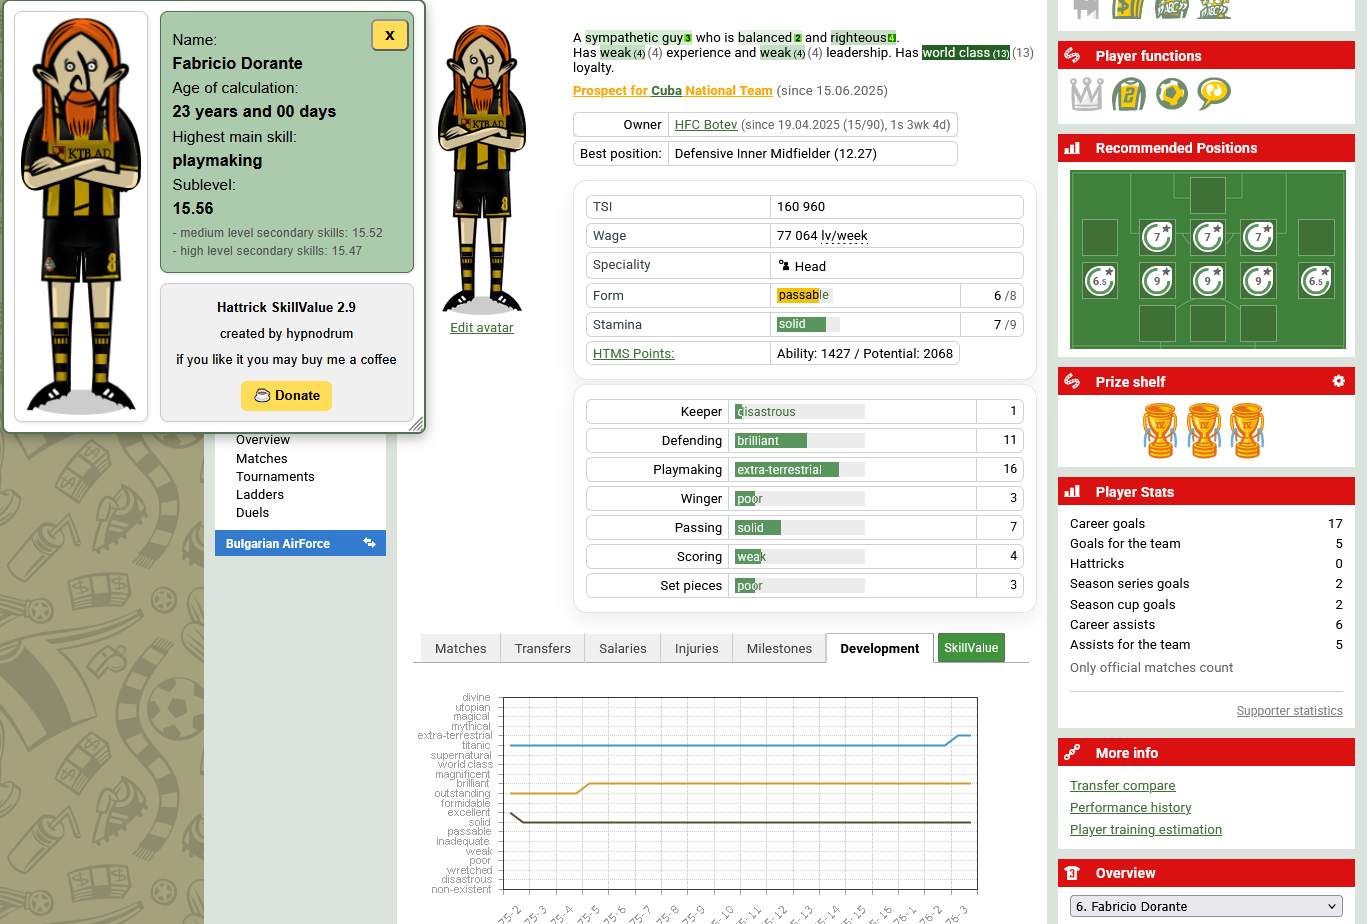 Name:
Fabricio Dorante
x
Age of calculation:
23 years and 00 days
Highest main skill:
playmaking
Sublevel:
15.56
- medium level secondary skills: 15.52
- high level secondary skills: 15.47
KTB AD
8
Hattrick SkillValue 2.9
created by hypnodrum
if you like it you may buy me a coffee
Donate
Overview
Matches
Tournaments
Ladders
Duels
Bulgarian AirForce
KTB AD
8
Edit avatar
A sympathetic guy 3 who is balanced 2 and righteous 4.
Has weak (4) (4) experience and weak (4) (4) leadership. Has world class (13) (13)
loyalty.
Prospect for Cuba National Team (since 15.06.2025)
Owner HFC Botev (since 19.04.2025 (15/90), 1s 3wk 4d)
Best position: Defensive Inner Midfielder (12.27)
TSI 160 960
Wage 77 064 lv/week
Speciality Head
Form passable 6 /8
Stamina solid 7 /9
HTMS Points: Ability: 1427 / Potential: 2068
Keeper disastrous 1
Defending brilliant 11
Playmaking extra-terrestrial 16
Winger poor 3
Passing solid 7
Scoring weak 4
Set pieces poor 3
Matches Transfers Salaries Injuries Milestones Development SkillValue
divine
utopian
magical
mythical
extra-terrestrial
titanic
supernatural
world class
magnificent
brilliant
outstanding
formidable
excellent
solid
passable
inadequate
weak
poor
wretched
disastrous
non-existent
75-2 75-3 75-4 75-5 75-6 75-7 75-8 75-9 75-10 75-11 75-12 75-13 75-14 75-15 75-16 76-1 76-2 76-3
Player functions
2
Recommended Positions
7 7 7
6.5 9 9 9 6.5
Prize shelf
IV IV IV
Player Stats
Career goals 17
Goals for the team 5
Hattricks 0
Season series goals 2
Season cup goals 2
Career assists 6
Assists for the team 5
Only official matches count
Supporter statistics
More info
Transfer compare
Performance history
Player training estimation
3 Overview
6. Fabricio Dorante